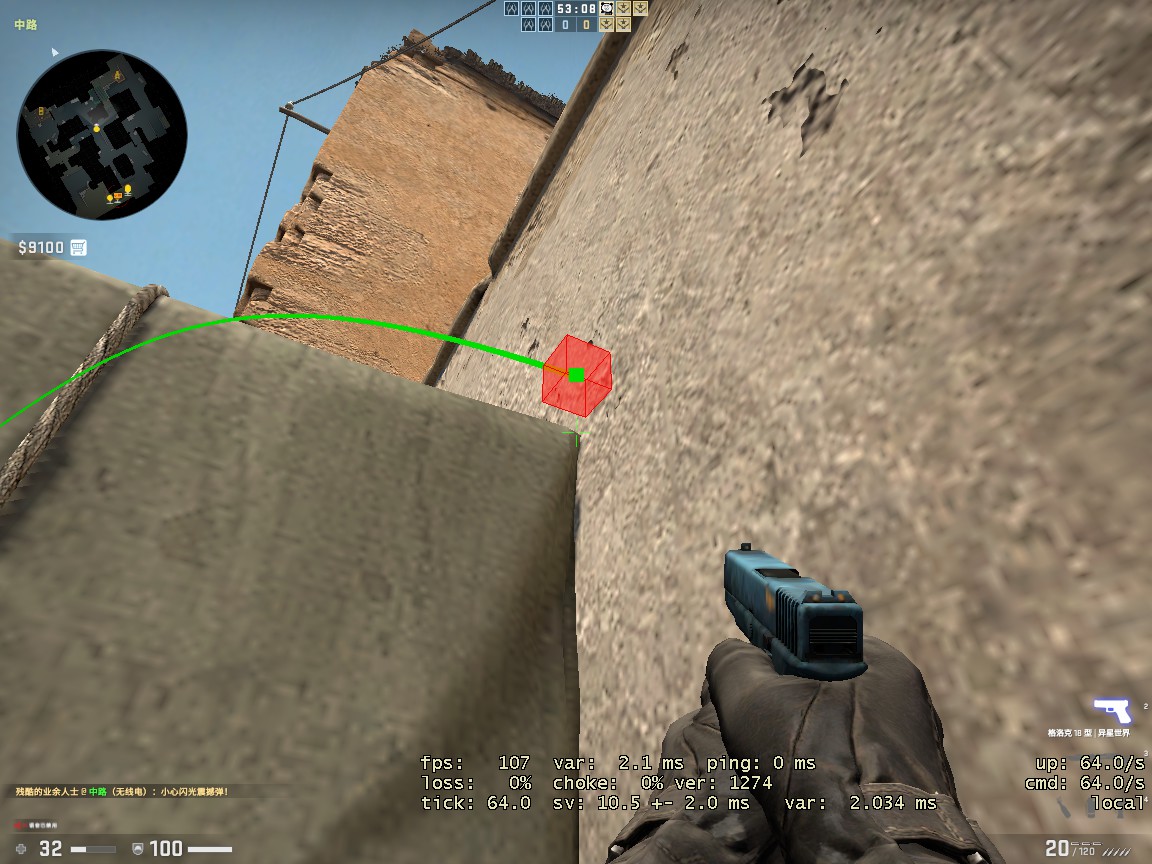 中路
53:08
0 0
A
B
$9100
格洛克 18 型 | 异星世界
2
3
fps: 107 var: 2.1 ms ping: 0 ms
loss: 0% choke: 0% ver: 1274
tick: 64.0 sv: 10.5 +- 2.0 ms var: 2.034 ms
up: 64.0/s
cmd: 64.0/s
local
残酷的业余人士 @ 中路 (无线电): 小心闪光震撼弹!
32
100
20 /120